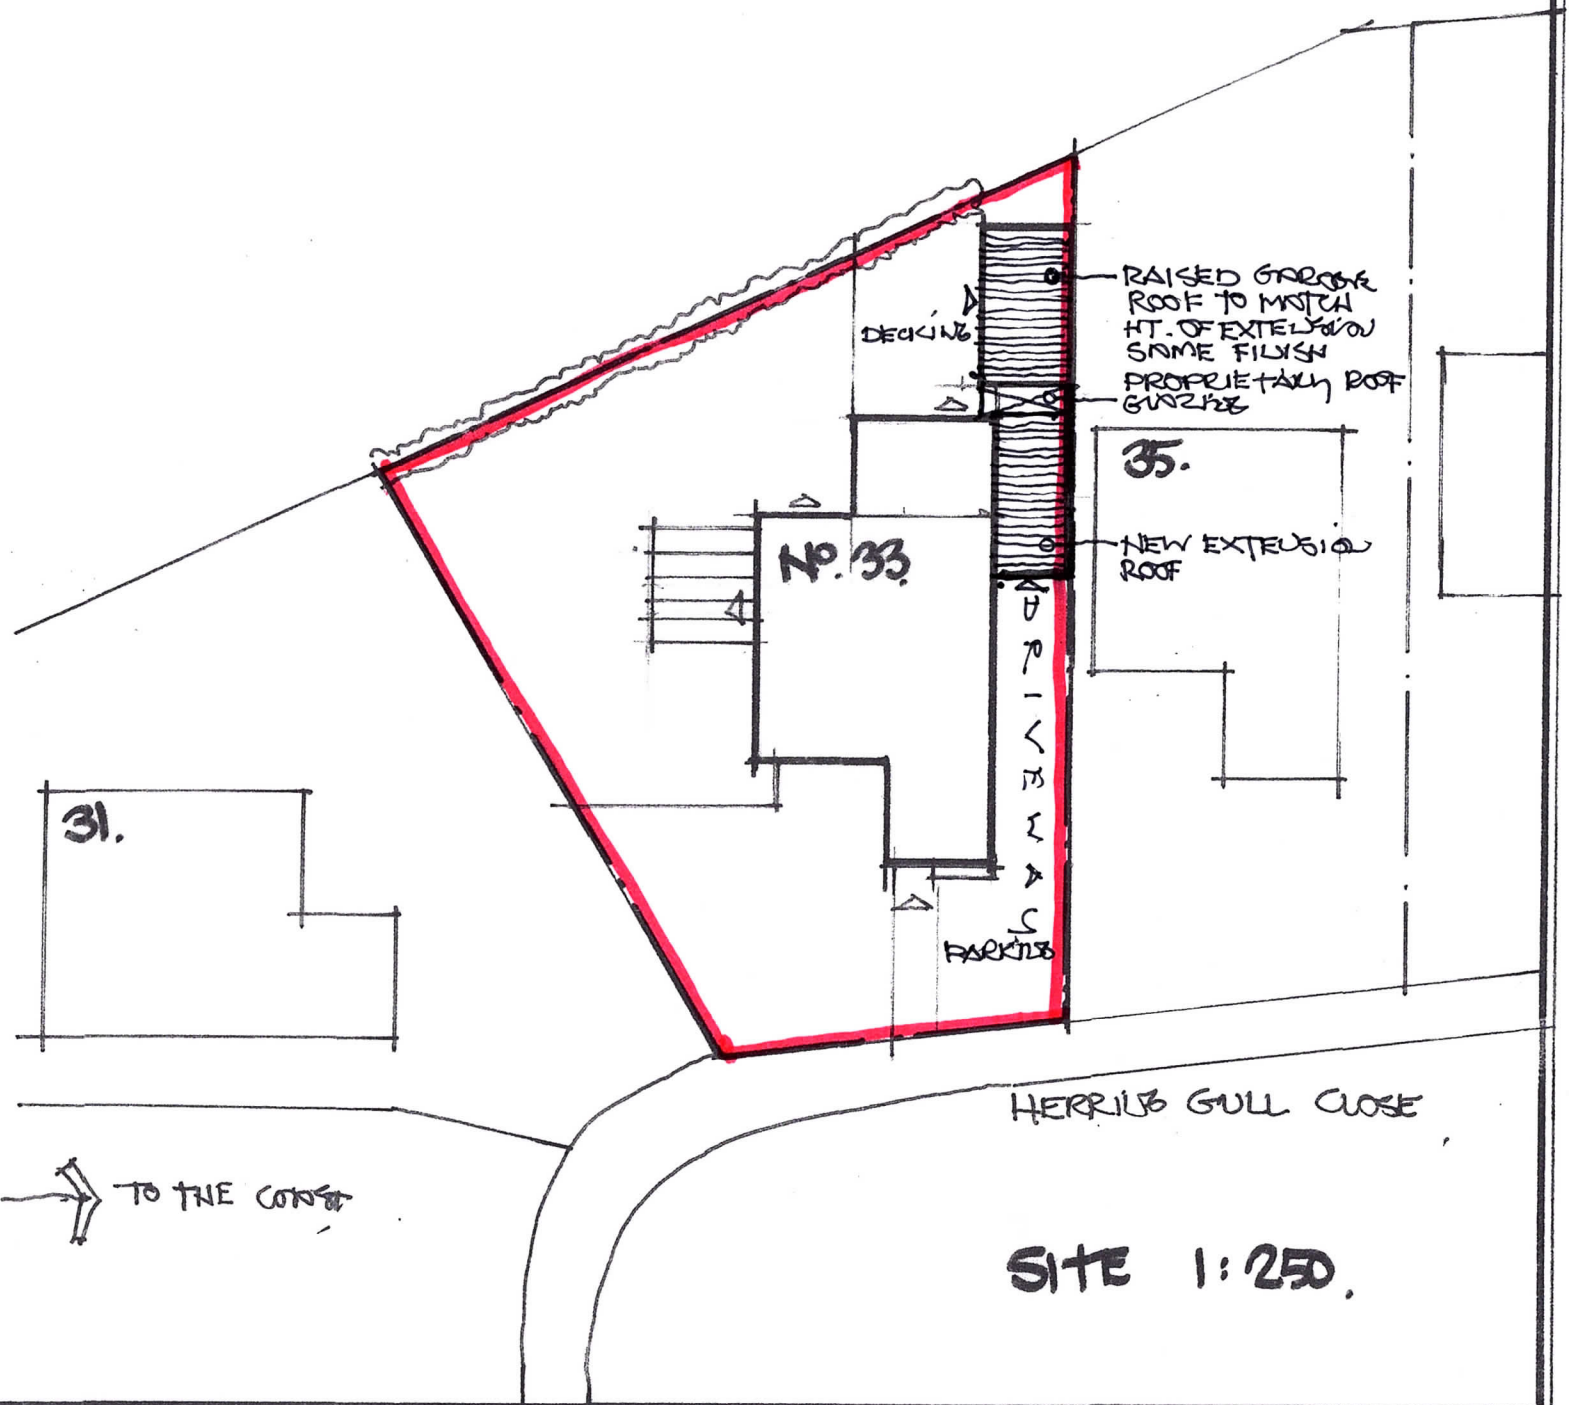 RAISED GARAGE
ROOF TO MATCH
HT. OF EXTENSION
SAME FINISH
PROPRIETARY ROOF
GLAZING
DECKING
35.
NO. 33.
NEW EXTENSION
ROOF
DRIVEWAY
31.
PARKING
HERRING GULL CLOSE
TO THE COAST
SITE 1:250.